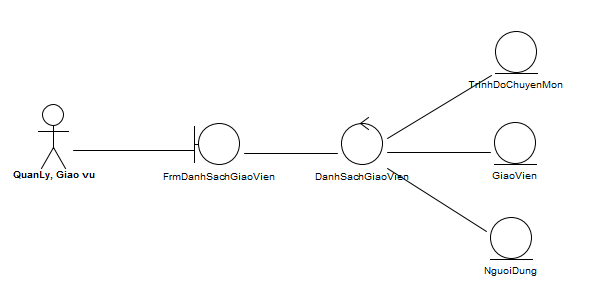 TrinhDoChuyenMon
QuanLy, Giao vu
FrmDanhSachGiaoVien
DanhSachGiaoVien
GiaoVien
NguoiDung